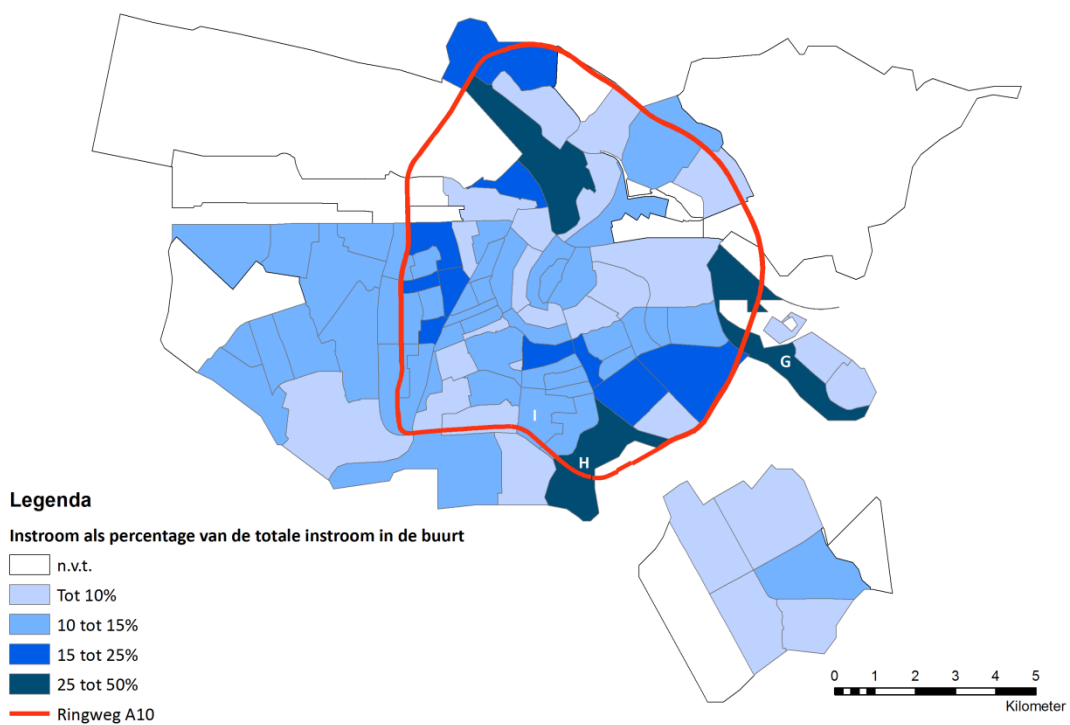 G
I
H
Legenda
Instroom als percentage van de totale instroom in de buurt
n.v.t.
Tot 10%
10 tot 15%
15 tot 25%
25 tot 50%
Ringweg A10
0 1 2 3 4 5
Kilometer